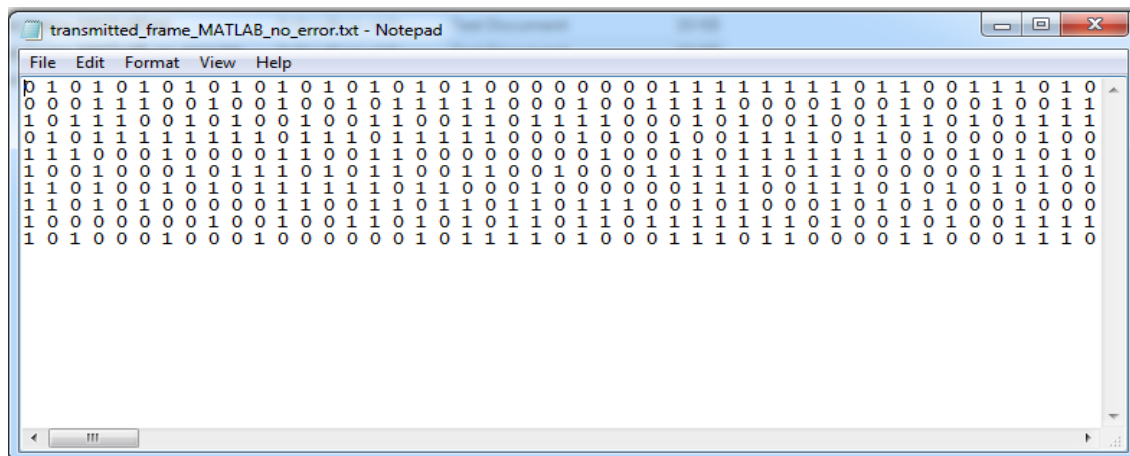 transmitted_frame_MATLAB_no_error.txt - Notepad
File Edit Format View Help
0 1 0 1 0 1 0 1 0 1 0 1 0 1 0 1 0 1 0 1 0 0 0 0 0 0 0 0 1 1 1 1 1 1 1 1 0 1 1 0 0 1 1 1 0 1 0
0 0 0 1 1 1 0 0 1 0 0 1 0 0 1 0 1 1 1 1 1 0 0 0 1 0 0 1 1 1 1 0 0 0 0 1 0 0 1 0 0 0 1 0 0 1 1
1 0 1 1 1 0 0 1 0 1 0 0 1 0 0 1 1 0 0 1 1 0 1 1 1 1 0 0 0 1 0 1 1 0 1 0 0 0 1 1 0 1 0 1 1 1 1
0 1 0 1 1 1 1 1 1 1 1 0 1 1 1 0 1 1 1 1 1 0 0 0 1 0 0 0 1 0 0 1 1 1 1 0 1 1 0 1 0 0 0 0 1 0 0
1 1 1 0 0 0 1 0 0 0 0 1 1 0 0 1 1 0 0 0 0 0 0 0 1 0 0 0 1 0 1 1 1 1 1 1 1 1 0 0 0 1 0 1 0 1 0
1 0 0 1 0 0 0 1 0 1 1 1 0 1 0 1 1 0 0 1 1 0 0 1 0 0 0 1 1 1 1 1 1 1 0 1 1 0 0 0 0 0 1 1 1 0 1
1 1 0 1 0 0 1 0 1 0 1 1 1 1 1 1 0 1 1 0 0 0 1 0 0 0 0 0 1 1 1 0 0 1 1 1 0 1 0 1 0 1 0 1 0 0 0
1 1 0 1 0 1 0 0 0 0 0 1 0 0 1 1 0 1 1 0 1 1 0 1 1 1 0 0 1 0 1 0 1 0 0 0 1 0 1 0 1 0 0 1 0 0 0
1 0 0 0 0 0 0 0 1 0 0 1 1 0 1 0 1 0 1 1 0 1 1 0 1 1 0 1 1 1 1 1 1 1 0 1 0 0 1 0 1 0 0 1 1 1 1
1 0 1 0 0 0 1 0 0 0 1 0 0 0 0 0 0 1 0 1 1 1 1 0 1 0 0 0 1 1 1 0 1 1 0 0 0 0 1 1 0 0 0 1 1 1 0